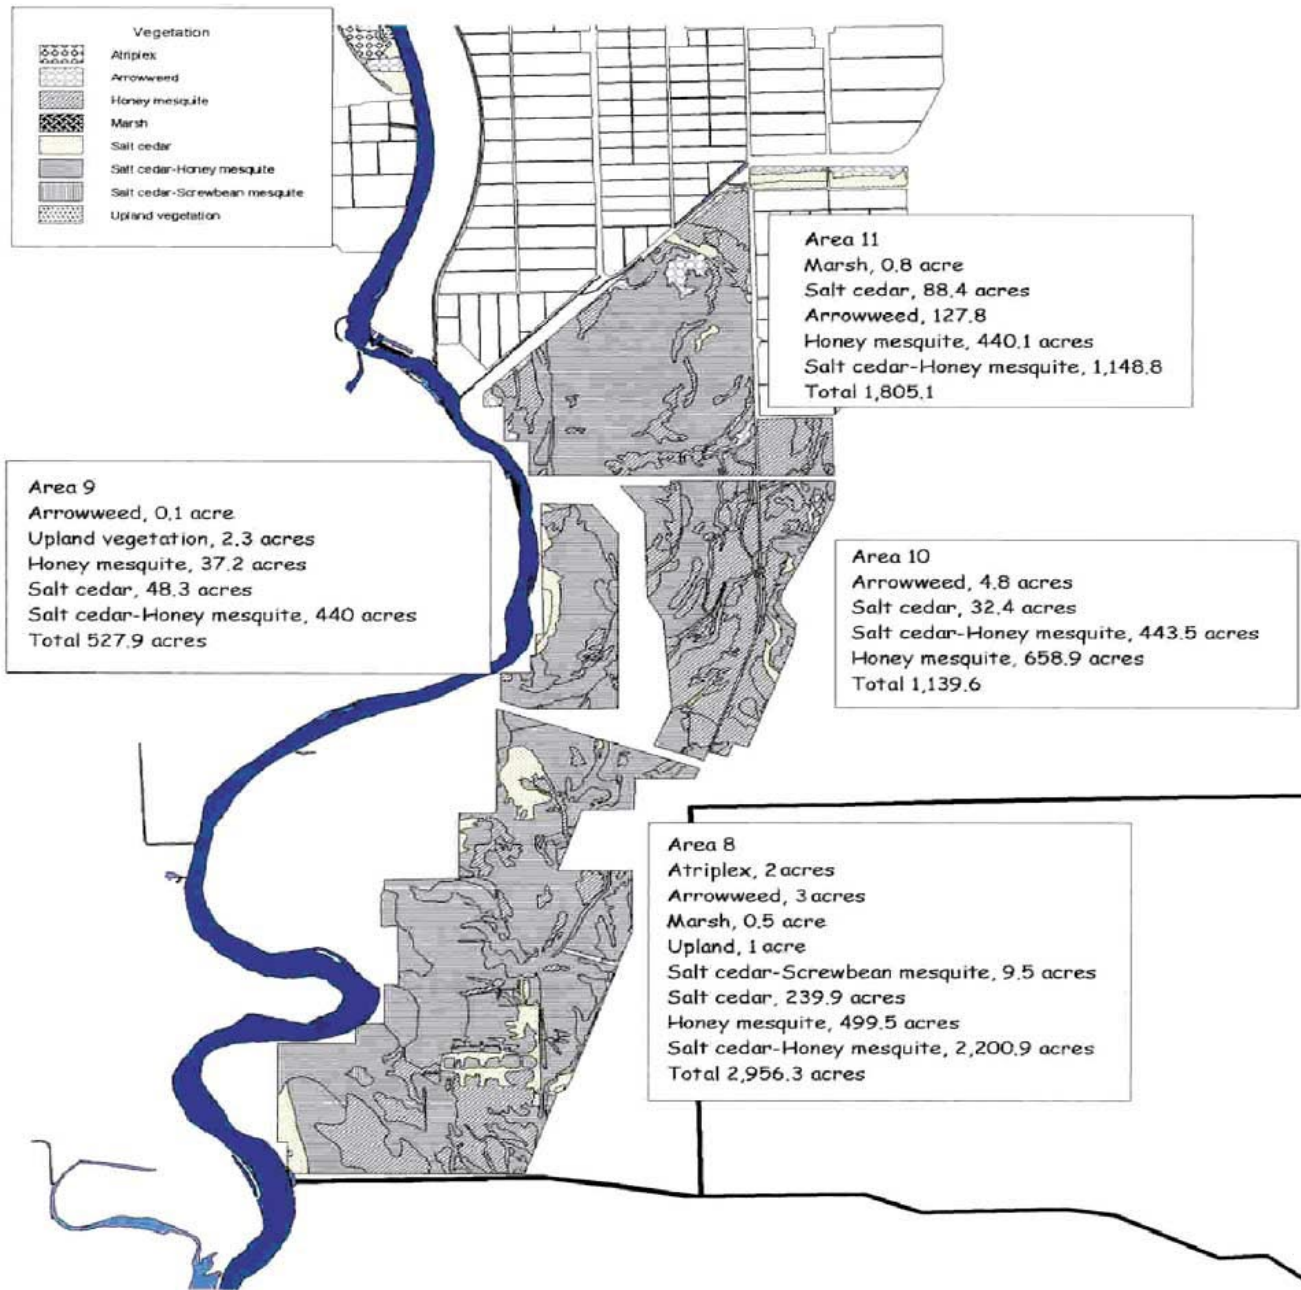 Vegetation
Atriplex
Arrowweed
Honey mesquite
Marsh
Salt cedar
Salt cedar-Honey mesquite
Salt cedar-Screwbean mesquite
Upland vegetation
Area 11
Marsh, 0.8 acre
Salt cedar, 88.4 acres
Arrowweed, 127.8
Honey mesquite, 440.1 acres
Salt cedar-Honey mesquite, 1,148.8
Total 1,805.1
Area 9
Arrowweed, 0.1 acre
Upland vegetation, 2.3 acres
Honey mesquite, 37.2 acres
Salt cedar, 48.3 acres
Salt cedar-Honey mesquite, 440 acres
Total 527.9 acres
Area 10
Arrowweed, 4.8 acres
Salt cedar, 32.4 acres
Salt cedar-Honey mesquite, 443.5 acres
Honey mesquite, 658.9 acres
Total 1,139.6
Area 8
Atriplex, 2 acres
Arrowweed, 3 acres
Marsh, 0.5 acre
Upland, 1 acre
Salt cedar-Screwbean mesquite, 9.5 acres
Salt cedar, 239.9 acres
Honey mesquite, 499.5 acres
Salt cedar-Honey mesquite, 2,200.9 acres
Total 2,956.3 acres